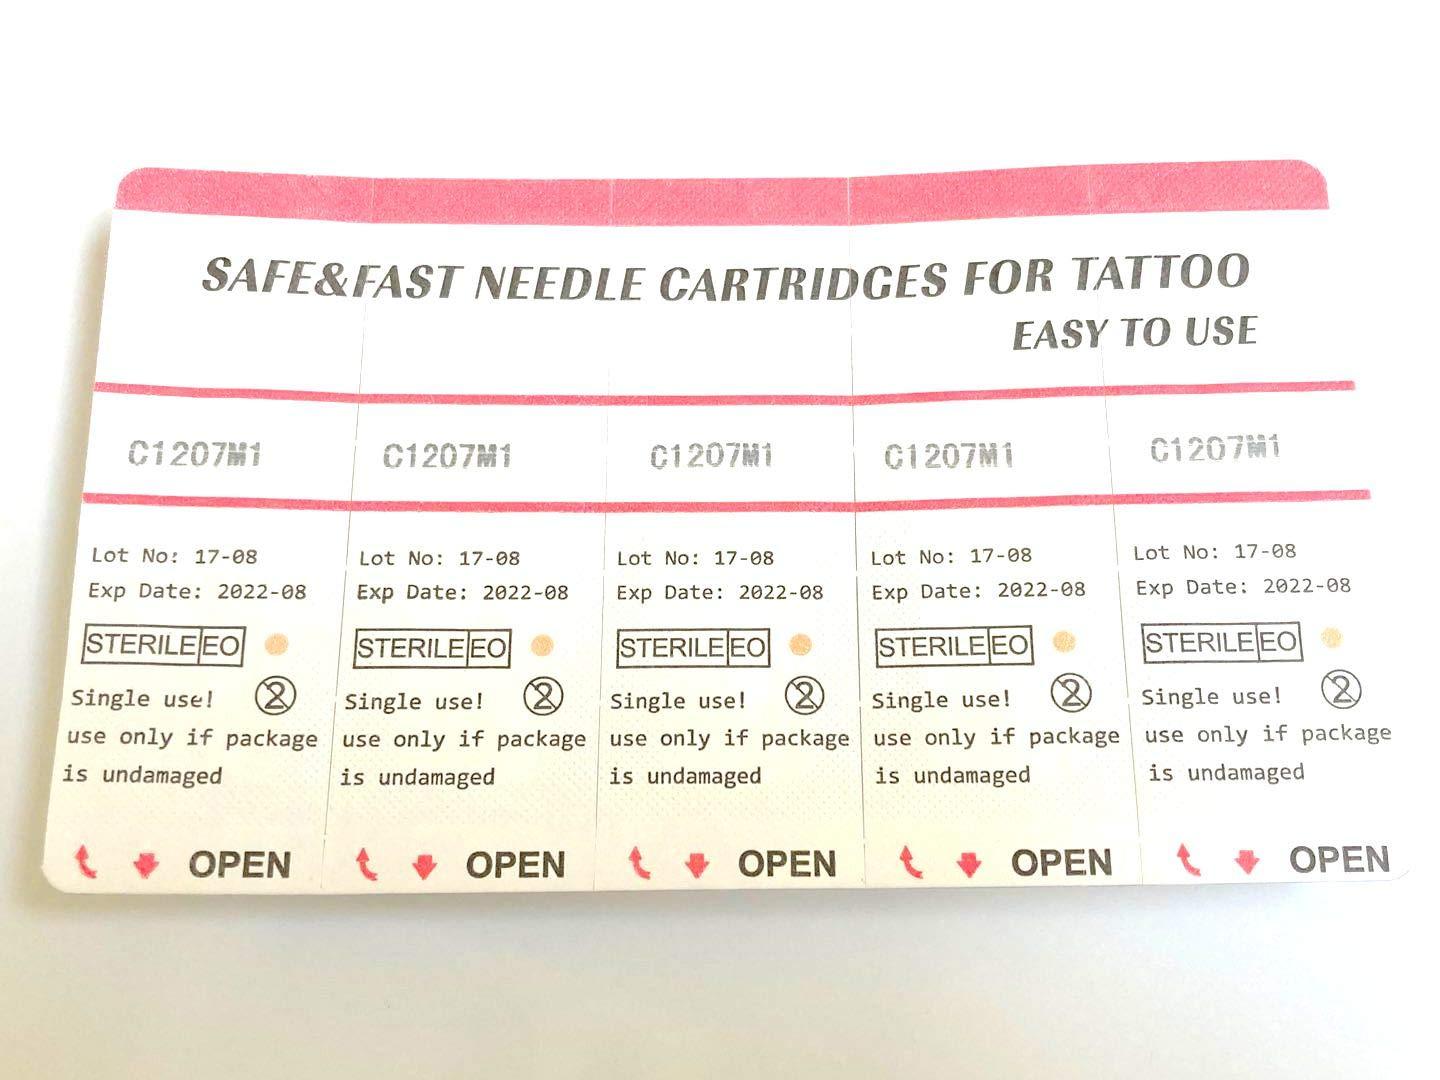 SAFE&FAST NEEDLE CARTRIDGES FOR TATTOO
EASY TO USE
C1207M1 C1207M1 C1207M1 C1207M1 C1207M1
Lot No: 17-08 Lot No: 17-08 Lot No: 17-08 Lot No: 17-08 Lot No: 17-08
Exp Date: 2022-08 Exp Date: 2022-08 Exp Date: 2022-08 Exp Date: 2022-08 Exp Date: 2022-08
STERILE EO STERILE EO STERILE EO STERILE EO STERILE EO
Single use! 2 Single use! 2 Single use! 2 Single use! 2 Single use! 2
use only if package use only if package use only if package use only if package use only if package
is undamaged is undamaged is undamaged is undamaged is undamaged
OPEN OPEN OPEN OPEN OPEN